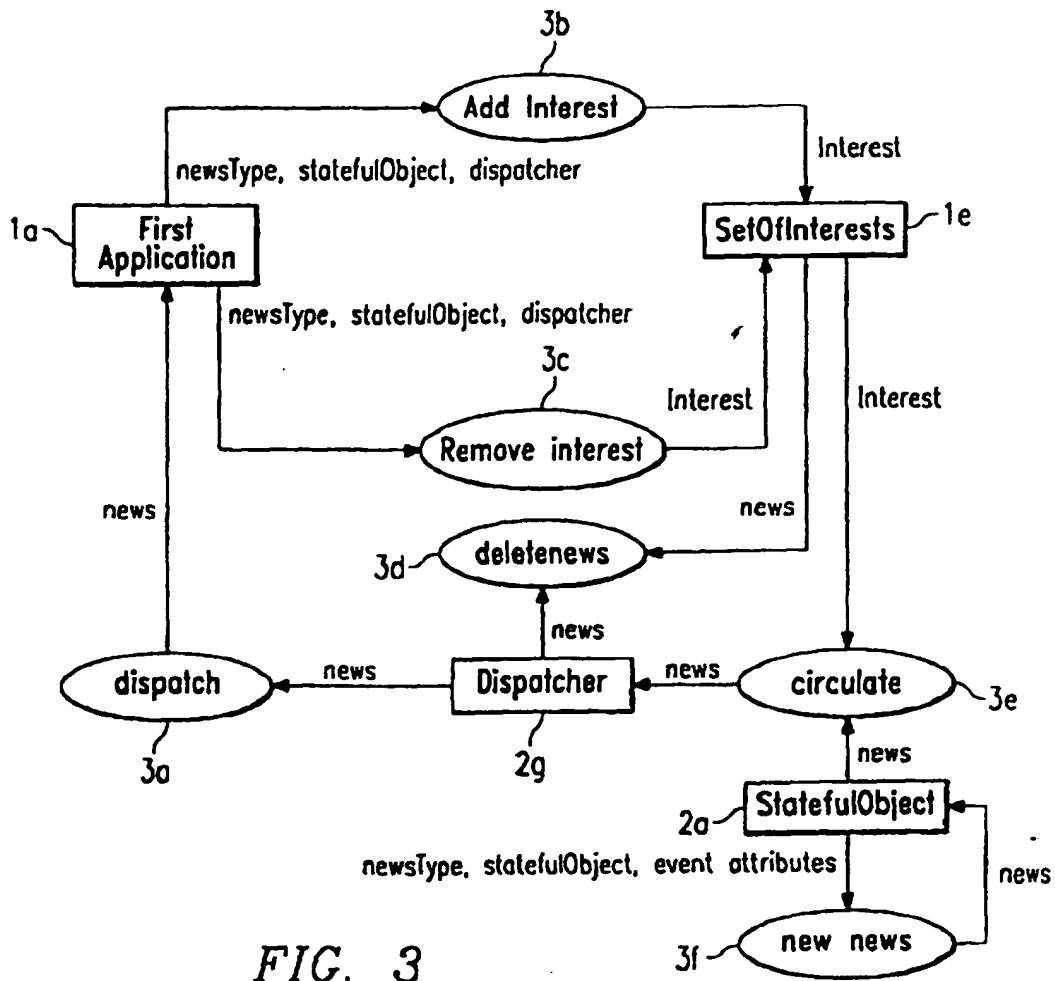 3b
Add Interest
Interest
newsType, statefulObject, dispatcher
1a
First
Application
SetOfInterests
1e
newsType, statefulObject, dispatcher
3c
Interest
Interest
Remove interest
news
news
3d
deletenews
news
dispatch
news
Dispatcher
news
circulate
3e
3a
2g
news
2a
StatefulObject
newsType, statefulObject, event attributes
news
new news
3f
FIG. 3